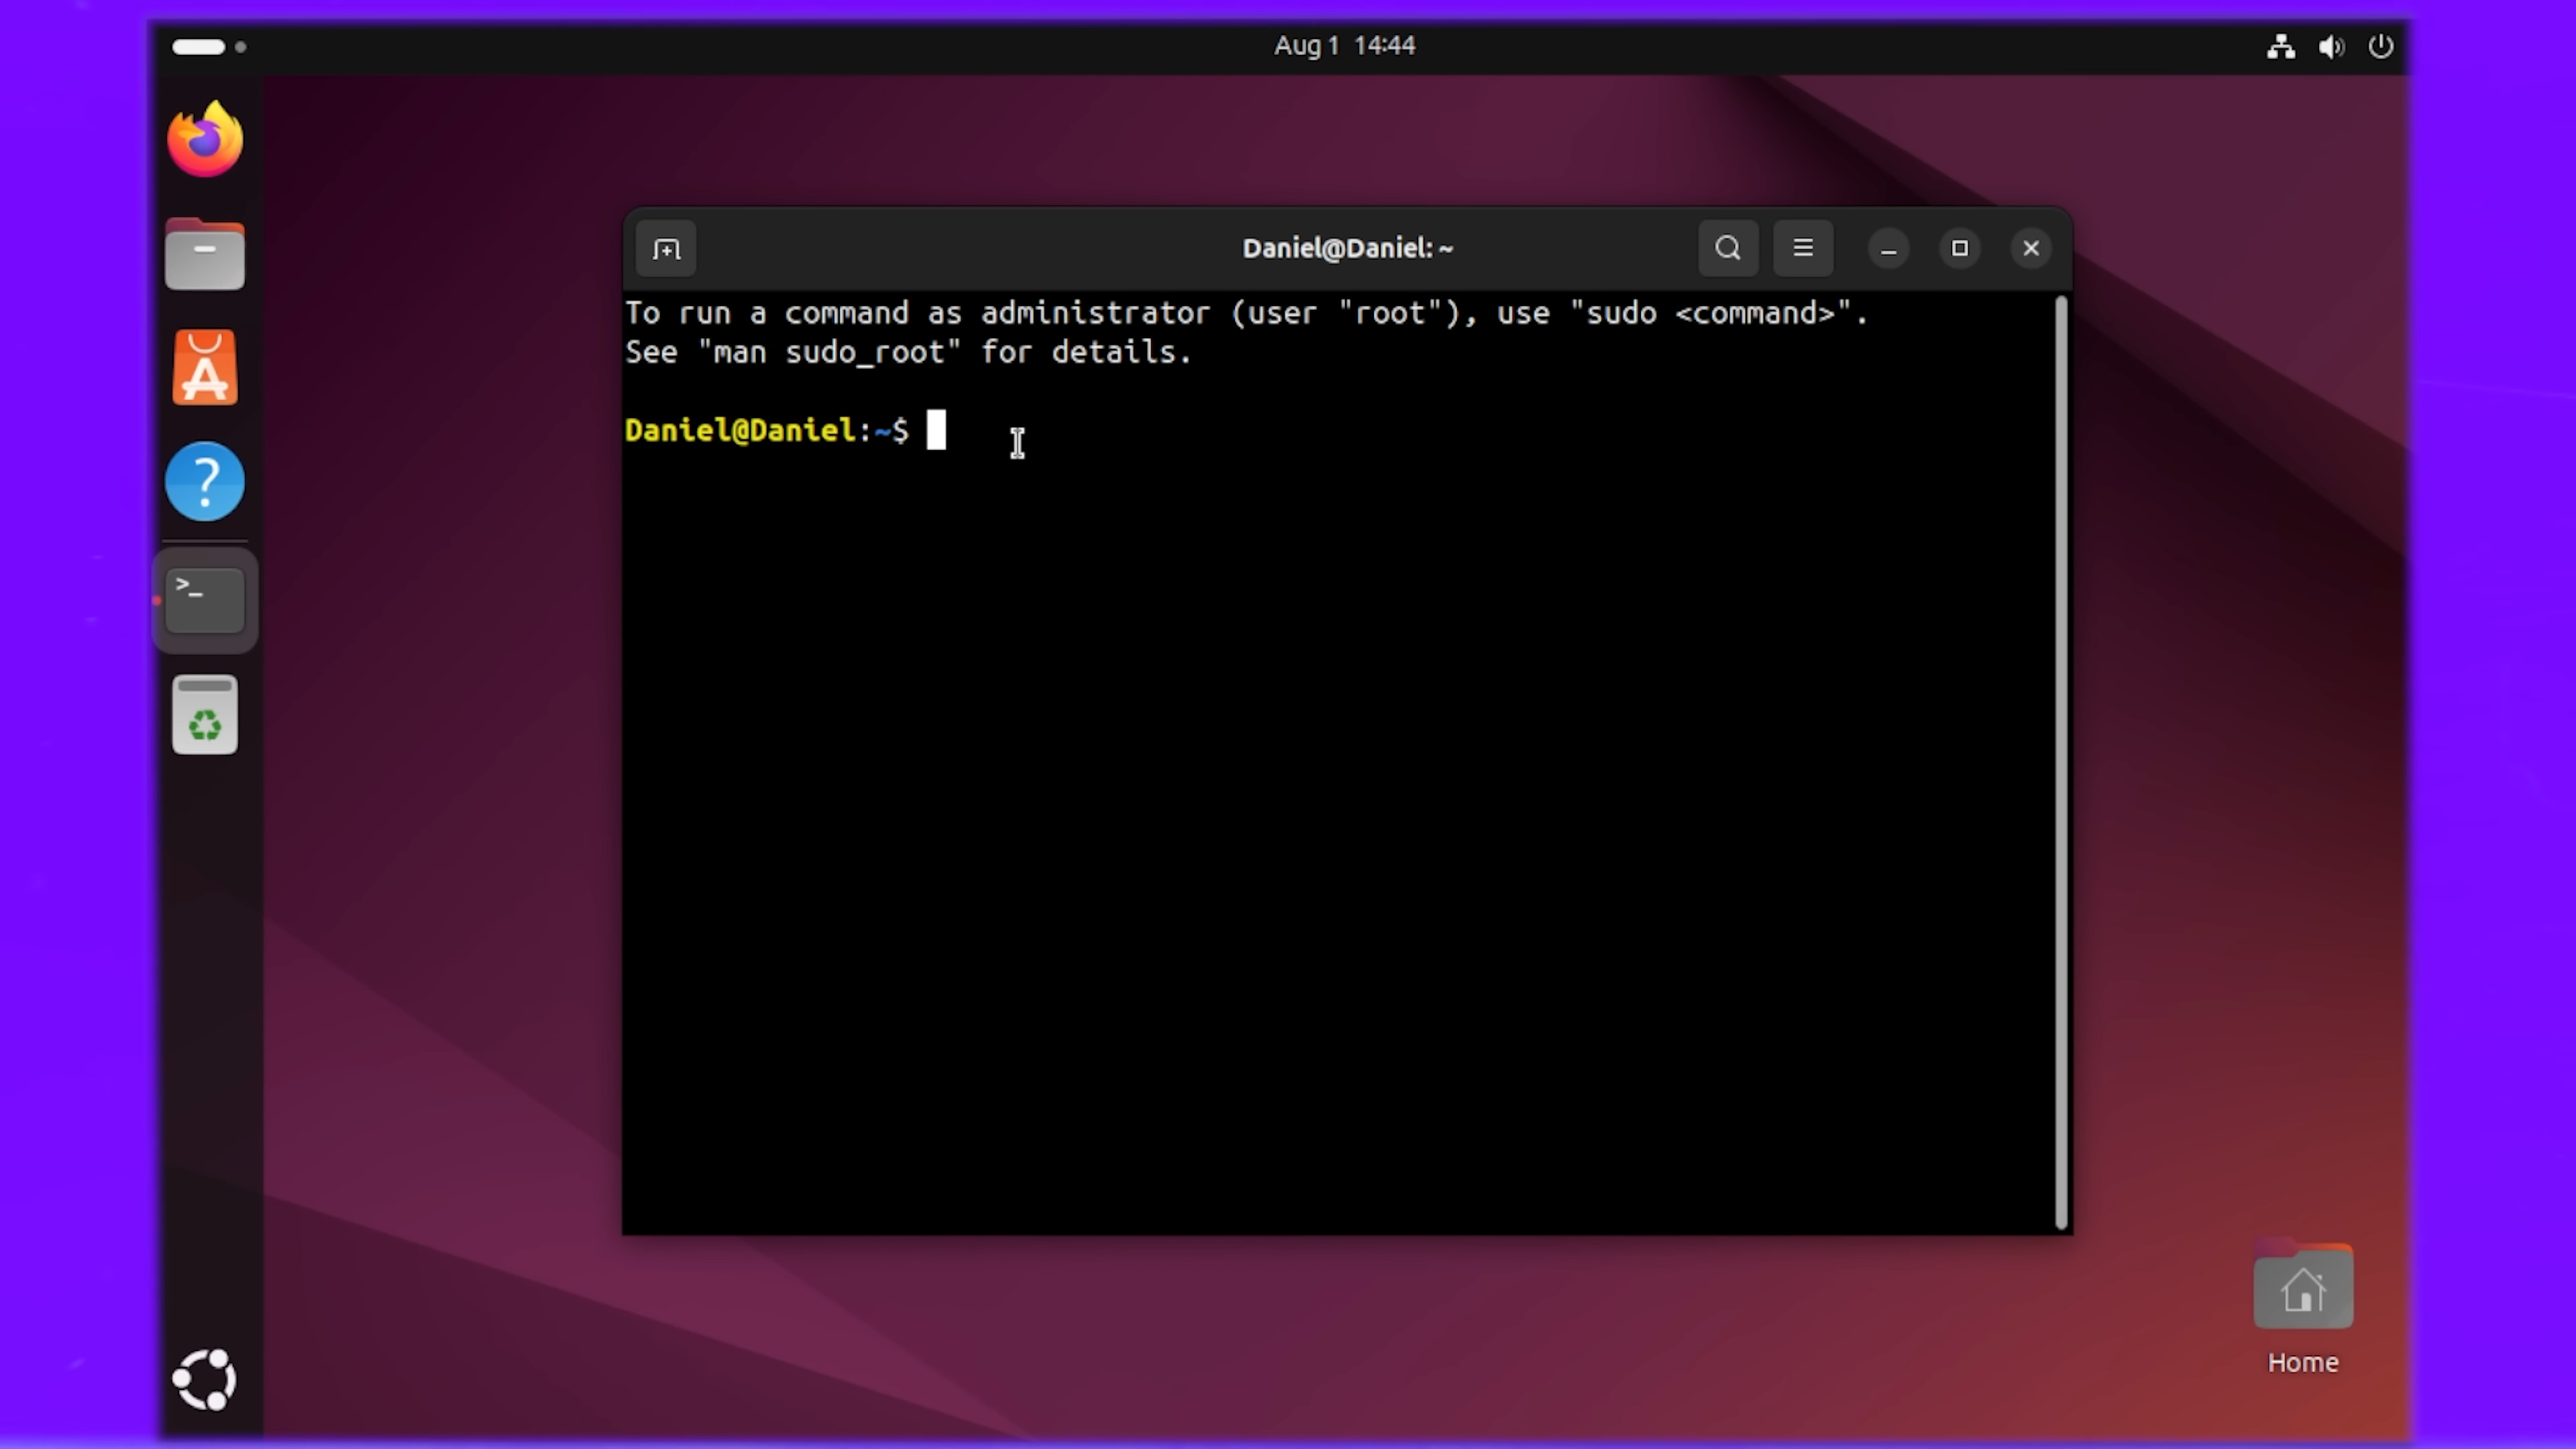 Aug 1 14:44
Daniel@Daniel: ~
To run a command as administrator (user "root"), use "sudo <command>".
See "man sudo_root" for details.
Daniel@Daniel:~$
Home